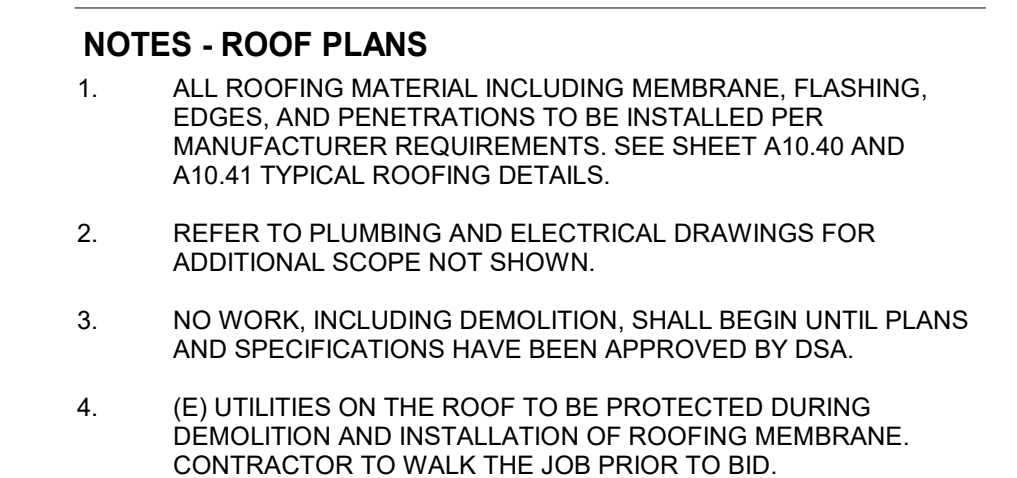 NOTES - ROOF PLANS
1. ALL ROOFING MATERIAL INCLUDING MEMBRANE, FLASHING,
EDGES, AND PENETRATIONS TO BE INSTALLED PER
MANUFACTURER REQUIREMENTS. SEE SHEET A10.40 AND
A10.41 TYPICAL ROOFING DETAILS.
2. REFER TO PLUMBING AND ELECTRICAL DRAWINGS FOR
ADDITIONAL SCOPE NOT SHOWN.
3. NO WORK, INCLUDING DEMOLITION, SHALL BEGIN UNTIL PLANS
AND SPECIFICATIONS HAVE BEEN APPROVED BY DSA.
4. (E) UTILITIES ON THE ROOF TO BE PROTECTED DURING
DEMOLITION AND INSTALLATION OF ROOFING MEMBRANE.
CONTRACTOR TO WALK THE JOB PRIOR TO BID.